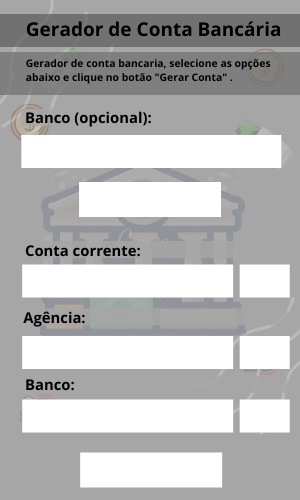 Gerador de Conta Bancária
Gerador de conta bancaria, selecione as opções
abaixo e clique no botão "Gerar Conta" .
Banco (opcional):
Conta corrente:
Agência:
Banco: